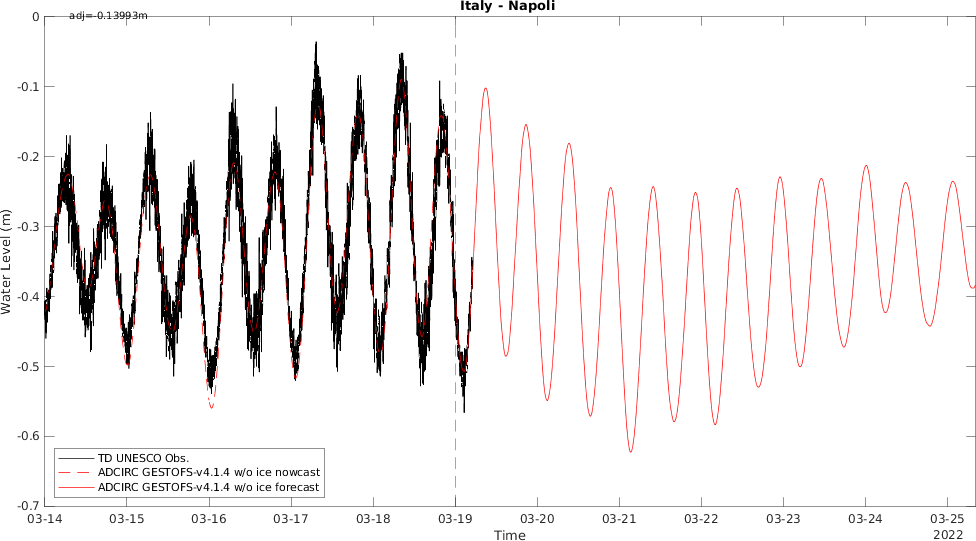 Italy - Napoli
adj=-0.13993m
0
-0.1
-0.2
-0.3
-0.4
-0.5
-0.6
-0.7
Water Level (m)
TD UNESCO Obs.
ADCIRC GESTOFS-v4.1.4 w/o ice nowcast
ADCIRC GESTOFS-v4.1.4 w/o ice forecast
03-14 03-15 03-16 03-17 03-18 03-19 03-20 03-21 03-22 03-23 03-24 03-25
Time
2022